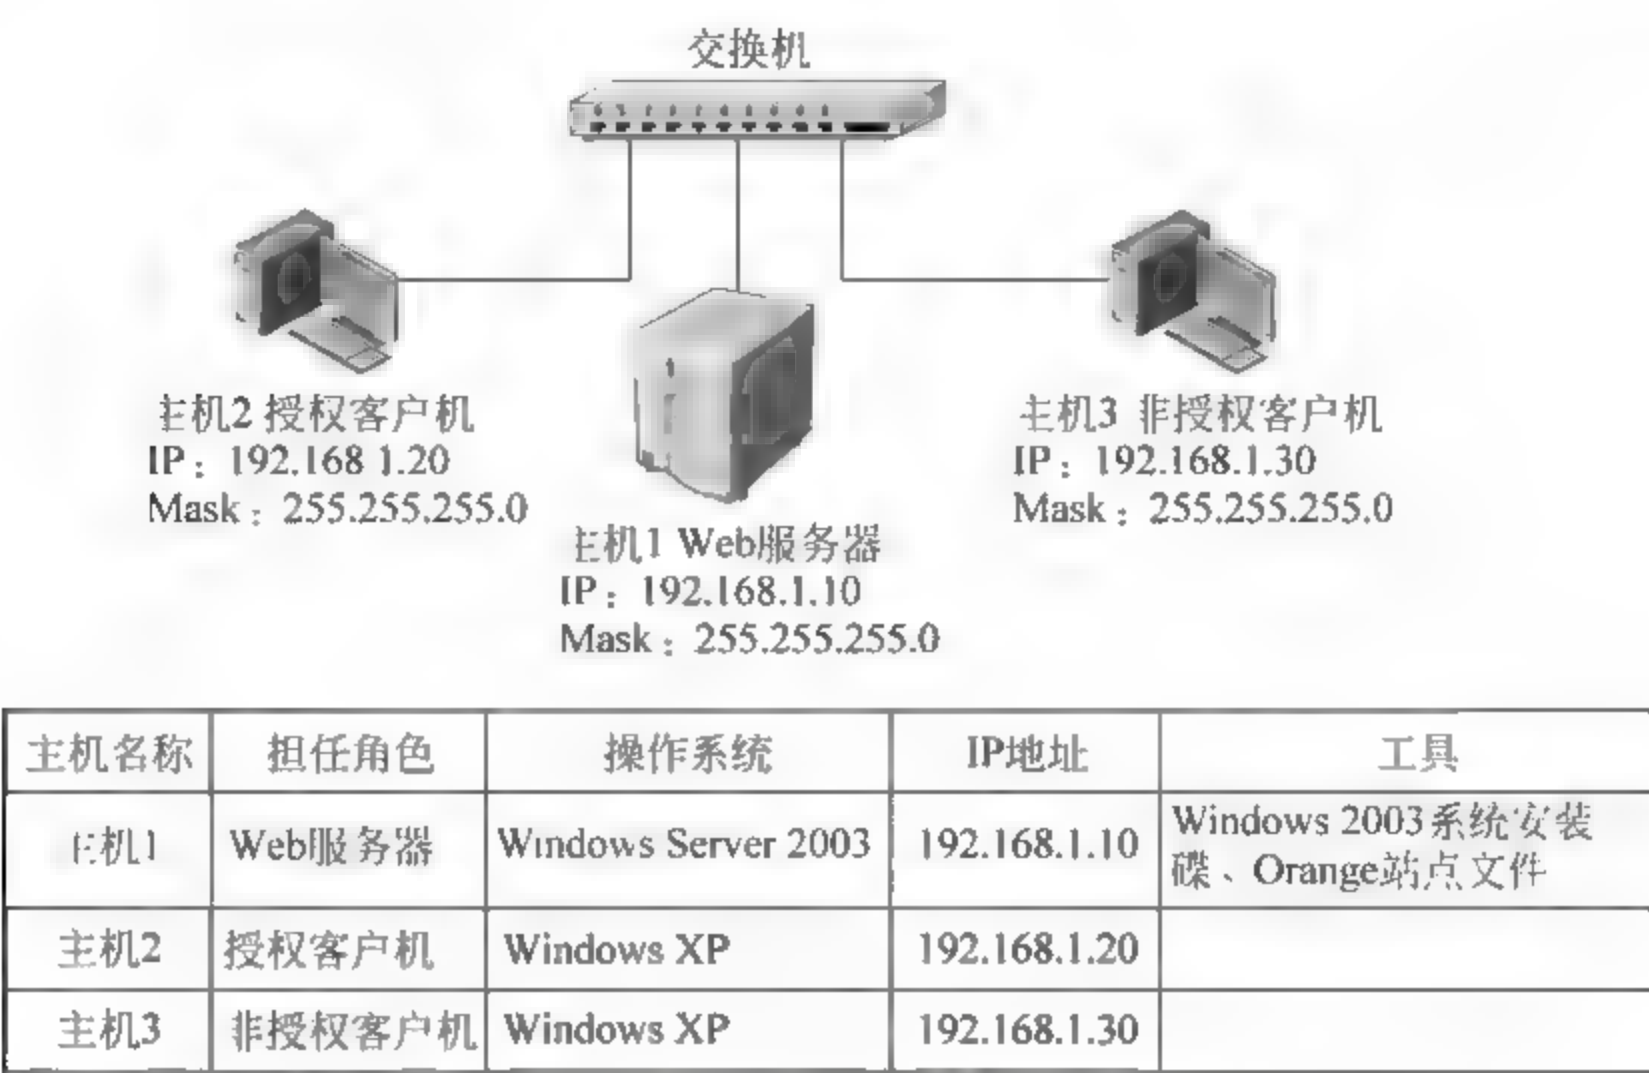 交换机
主机2 授权客户机
IP：192.168 1.20
Mask：255.255.255.0
主机3 非授权客户机
IP：192.168.1.30
Mask：255.255.255.0
主机1 Web服务器
IP：192.168.1.10
Mask：255.255.255.0
主机名称 担任角色 操作系统 IP地址 工具
主机1 Web服务器 Windows Server 2003 192.168.1.10 Windows 2003系统安装
碟、Orange站点文件
主机2 授权客户机 Windows XP 192.168.1.20
主机3 非授权客户机 Windows XP 192.168.1.30